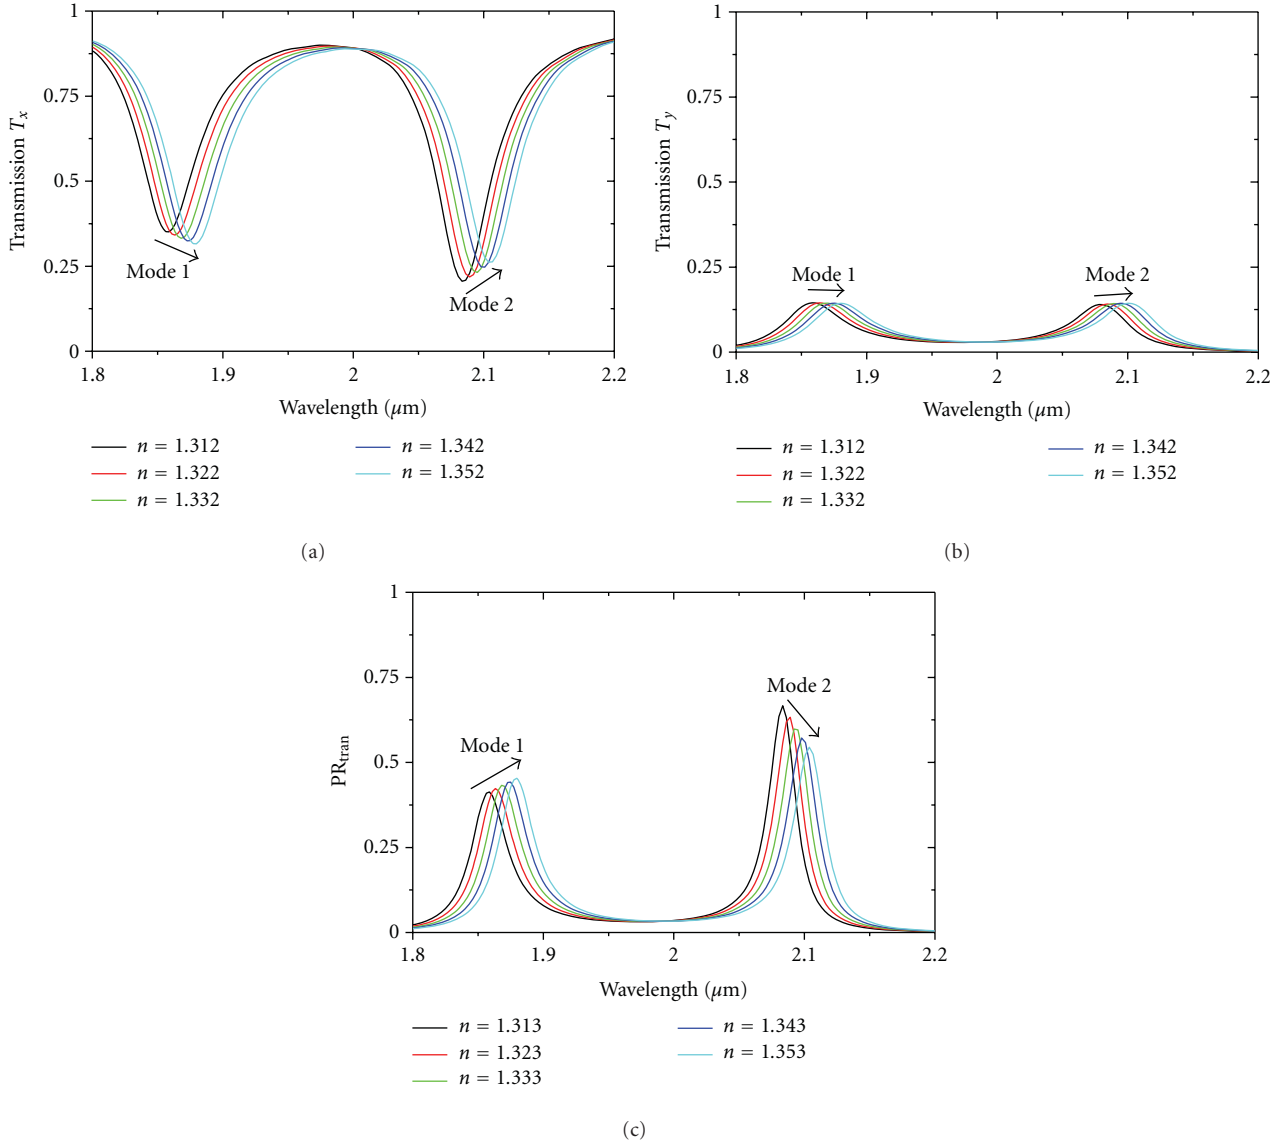 1
0.75
0.5
0.25
0
Transmission Tx
Mode 1
Mode 2
1.8
1.9
2
2.1
2.2
Wavelength (μm)
n = 1.312
n = 1.322
n = 1.332
n = 1.342
n = 1.352
(a)
1
0.75
0.5
0.25
0
Transmission Ty
Mode 1
Mode 2
1.8
1.9
2
2.1
2.2
Wavelength (μm)
n = 1.312
n = 1.322
n = 1.332
n = 1.342
n = 1.352
(b)
1
0.75
0.5
0.25
0
PRtran
Mode 1
Mode 2
1.8
1.9
2
2.1
2.2
Wavelength (μm)
n = 1.313
n = 1.323
n = 1.333
n = 1.343
n = 1.353
(c)